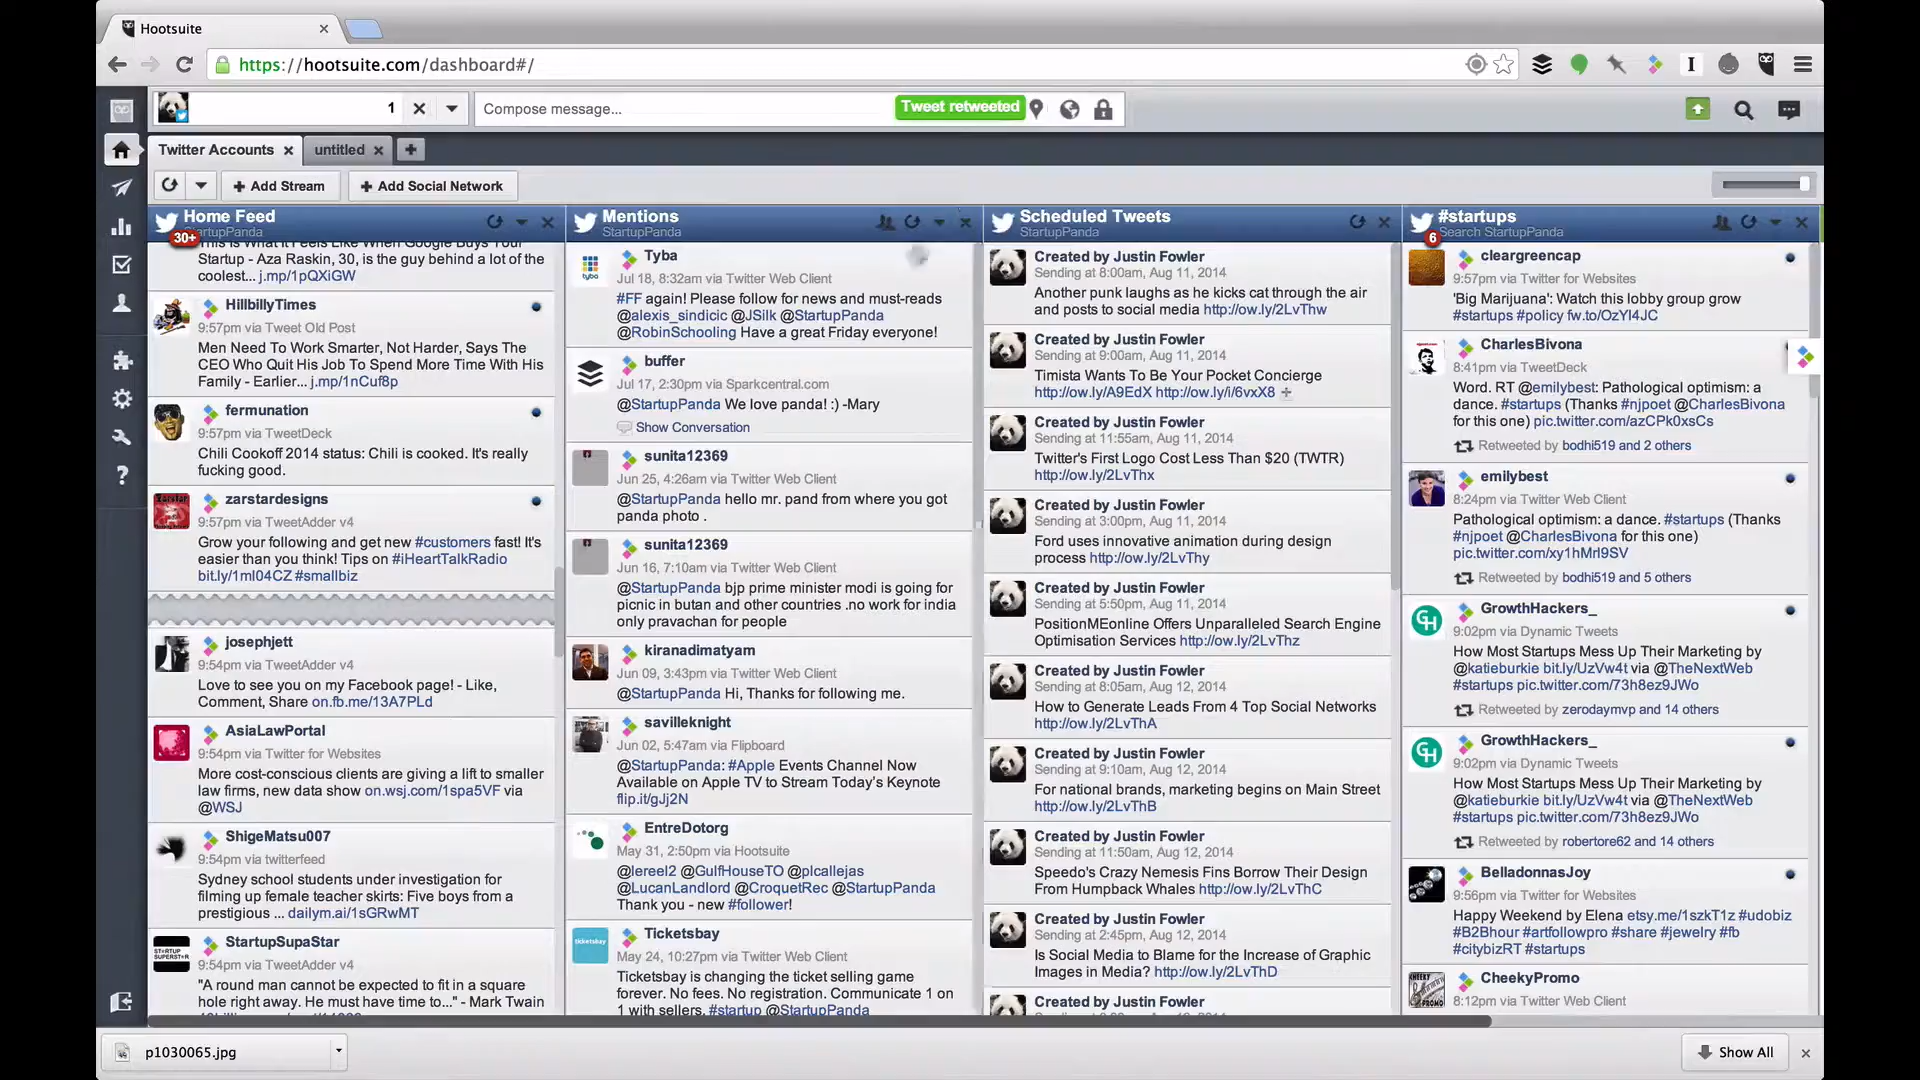 Hootsuite
https://hootsuite.com/dashboard#/
1
Compose message...
Tweet retweeted
Twitter Accounts
untitled
Add Stream
Add Social Network
Home Feed
StartupPanda
30+
This is What It Feels Like When Google Buys Your
Startup - Aza Raskin, 30, is the guy behind a lot of the
coolest... j.mp/1pQXiGW
HillbillyTimes
9:57pm via Tweet Old Post
Men Need To Work Smarter, Not Harder, Says The
CEO Who Quit His Job To Spend More Time With His
Family - Earlier... j.mp/1nCuf8p
fermunation
9:57pm via TweetDeck
Chili Cookoff 2014 status: Chili is cooked. It's really
fucking good.
zarstardesigns
9:57pm via TweetAdder v4
Grow your following and get new #customers fast! It's
easier than you think! Tips on #iHeartTalkRadio
bit.ly/1ml04CZ #smallbiz
josephjett
9:54pm via TweetAdder v4
Love to see you on my Facebook page! - Like,
Comment, Share on.fb.me/13A7PLd
AsiaLawPortal
9:54pm via Twitter for Websites
More cost-conscious clients are giving a lift to smaller
law firms, new data show on.wsj.com/1spa5VF via
@WSJ
ShigeMatsu007
9:54pm via twitterfeed
Sydney school students under investigation for
filming up female teacher skirts: Five boys from a
prestigious ... dailym.ai/1sGRwMT
StartupSupaStar
9:54pm via TweetAdder v4
"A round man cannot be expected to fit in a square
hole right away. He must have time to..." - Mark Twain
Mentions
StartupPanda
Tyba
Jul 18, 8:32am via Twitter Web Client
#FF again! Please follow for news and must-reads
@alexis_sindicic @JSilk @StartupPanda
@RobinSchooling Have a great Friday everyone!
buffer
Jul 17, 2:30pm via Sparkcentral.com
@StartupPanda We love panda! :) -Mary
Show Conversation
sunita12369
Jun 25, 4:26am via Twitter Web Client
@StartupPanda hello mr. pand from where you got
panda photo .
sunita12369
Jun 16, 7:10am via Twitter Web Client
@StartupPanda bjp prime minister modi is going for
picnic in butan and other countries .no work for india
only pravachan for people
kiranadimatyam
Jun 09, 3:43pm via Twitter Web Client
@StartupPanda Hi, Thanks for following me.
savilleknight
Jun 02, 5:47am via Flipboard
@StartupPanda: #Apple Events Channel Now
Available on Apple TV to Stream Today's Keynote
flip.it/gJj2N
EntreDotorg
May 31, 2:50pm via Hootsuite
@lereel2 @GulfHouseTO @plcallejas
@LucanLandlord @CroquetRec @StartupPanda
Thank you - new #follower!
Ticketsbay
May 24, 10:27pm via Twitter Web Client
Ticketsbay is changing the ticket selling game
forever. No fees. No registration. Communicate 1 on
1 with sellers. #startup @StartupPanda
Scheduled Tweets
StartupPanda
Created by Justin Fowler
Sending at 8:00am, Aug 11, 2014
Another punk laughs as he kicks cat through the air
and posts to social media http://ow.ly/2LvThw
Created by Justin Fowler
Sending at 9:00am, Aug 11, 2014
Timista Wants To Be Your Pocket Concierge
http://ow.ly/A9EdX http://ow.ly/i/6vxX8
Created by Justin Fowler
Sending at 11:55am, Aug 11, 2014
Twitter's First Logo Cost Less Than $20 (TWTR)
http://ow.ly/2LvThx
Created by Justin Fowler
Sending at 3:00pm, Aug 11, 2014
Ford uses innovative animation during design
process http://ow.ly/2LvThy
Created by Justin Fowler
Sending at 5:50pm, Aug 11, 2014
PositionMEonline Offers Unparalleled Search Engine
Optimisation Services http://ow.ly/2LvThz
Created by Justin Fowler
Sending at 8:05am, Aug 12, 2014
How to Generate Leads From 4 Top Social Networks
http://ow.ly/2LvThA
Created by Justin Fowler
Sending at 9:10am, Aug 12, 2014
For national brands, marketing begins on Main Street
http://ow.ly/2LvThB
Created by Justin Fowler
Sending at 11:50am, Aug 12, 2014
Speedo's Crazy Nemesis Fins Borrow Their Design
From Humpback Whales http://ow.ly/2LvThC
Created by Justin Fowler
Sending at 2:45pm, Aug 12, 2014
Is Social Media to Blame for the Increase of Graphic
Images in Media? http://ow.ly/2LvThD
Created by Justin Fowler
#startups
Search StartupPanda
6
cleargreencap
9:57pm via Twitter for Websites
'Big Marijuana': Watch this lobby group grow
#startups #policy fw.to/OzYI4JC
CharlesBivona
8:41pm via TweetDeck
Word. RT @emilybest: Pathological optimism: a
dance. #startups (Thanks #njpoet @CharlesBivona
for this one) pic.twitter.com/azCPk0xsCs
Retweeted by bodhi519 and 2 others
emilybest
8:24pm via Twitter Web Client
Pathological optimism: a dance. #startups (Thanks
#njpoet @CharlesBivona for this one)
pic.twitter.com/xy1hMrI9SV
Retweeted by bodhi519 and 5 others
GrowthHackers_
9:02pm via Dynamic Tweets
How Most Startups Mess Up Their Marketing by
@katieburkie bit.ly/UzVw4t via @TheNextWeb
#startups pic.twitter.com/73h8ez9JWo
Retweeted by zerodaymvp and 14 others
GrowthHackers_
9:02pm via Dynamic Tweets
How Most Startups Mess Up Their Marketing by
@katieburkie bit.ly/UzVw4t via @TheNextWeb
#startups pic.twitter.com/73h8ez9JWo
Retweeted by robertore62 and 14 others
BelladonnasJoy
9:56pm via Twitter for Websites
Happy Weekend by Elena etsy.me/1szkT1z #udobiz
#B2Bhour #artfollowpro #share #jewelry #fb
#citybizRT #startups
CheekyPromo
8:12pm via Twitter Web Client
p1030065.jpg
Show All